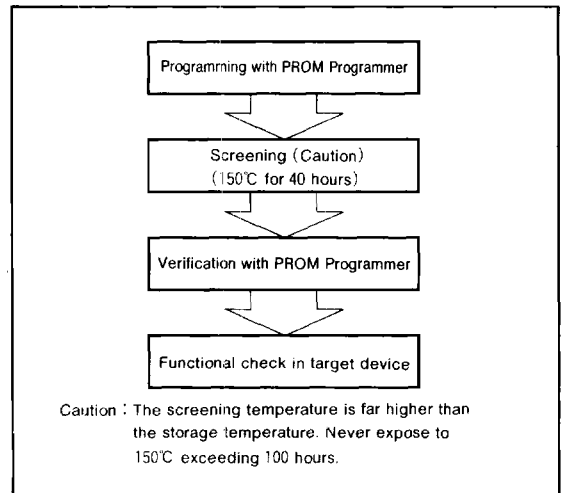 Programming with PROM Programmer
Screening (Caution)
(150℃ for 40 hours)
Verification with PROM Programmer
Functional check in target device
Caution : The screening temperature is far higher than
the storage temperature. Never expose to
150℃ exceeding 100 hours.